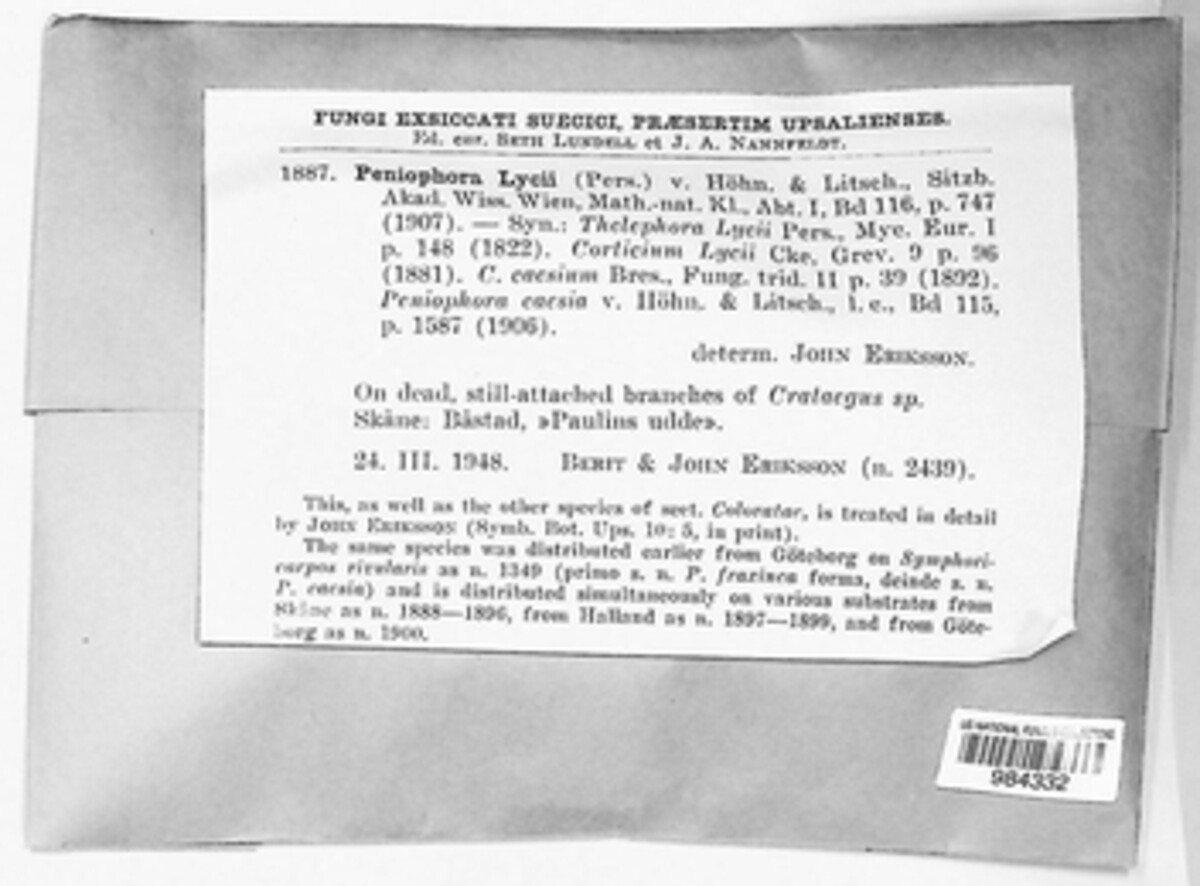 FUNGI EXSICCATI SUECICI, PRÆSERTIM UPSALIENSES.
Ed. cur. SETH LUNDELL et J. A. NANNFELDT.
1887. Peniophora Lycii (Pers.) v. Höhn. & Litsch., Sitzb.
Akad. Wiss. Wien, Math.-nat. Kl., Abt. I, Bd 116, p. 747
(1907). — Syn.: Thelephora Lycii Pers., Myc. Eur. I
p. 148 (1822). Corticium Lycii Cke, Grev. 9 p. 96
(1881). C. caesium Bres., Fung. trid. II p. 39 (1892).
Peniophora caesia v. Höhn. & Litsch., l. c., Bd 115,
p. 1587 (1906).
determ. JOHN ERIKSSON.
On dead, still-attached branches of Crataegus sp.
Skåne: Båstad, »Paulins udde».
24. III. 1948. BERIT & JOHN ERIKSSON (n. 2439).
This, as well as the other species of sect. Coloratae, is treated in detail
by JOHN ERIKSSON (Symb. Bot. Ups. 10: 5, in print).
The same species was distributed earlier from Göteborg on Symphori-
carpos rivularis as n. 1349 (primo s. n. P. fraxinea forma, deinde s. n.
P. caesia) and is distributed simultaneously on various substrates from
Skåne as n. 1888—1896, from Halland as n. 1897—1899, and from Göte-
borg as n. 1900.
US NATIONAL FUNGUS COLLECTIONS
984332